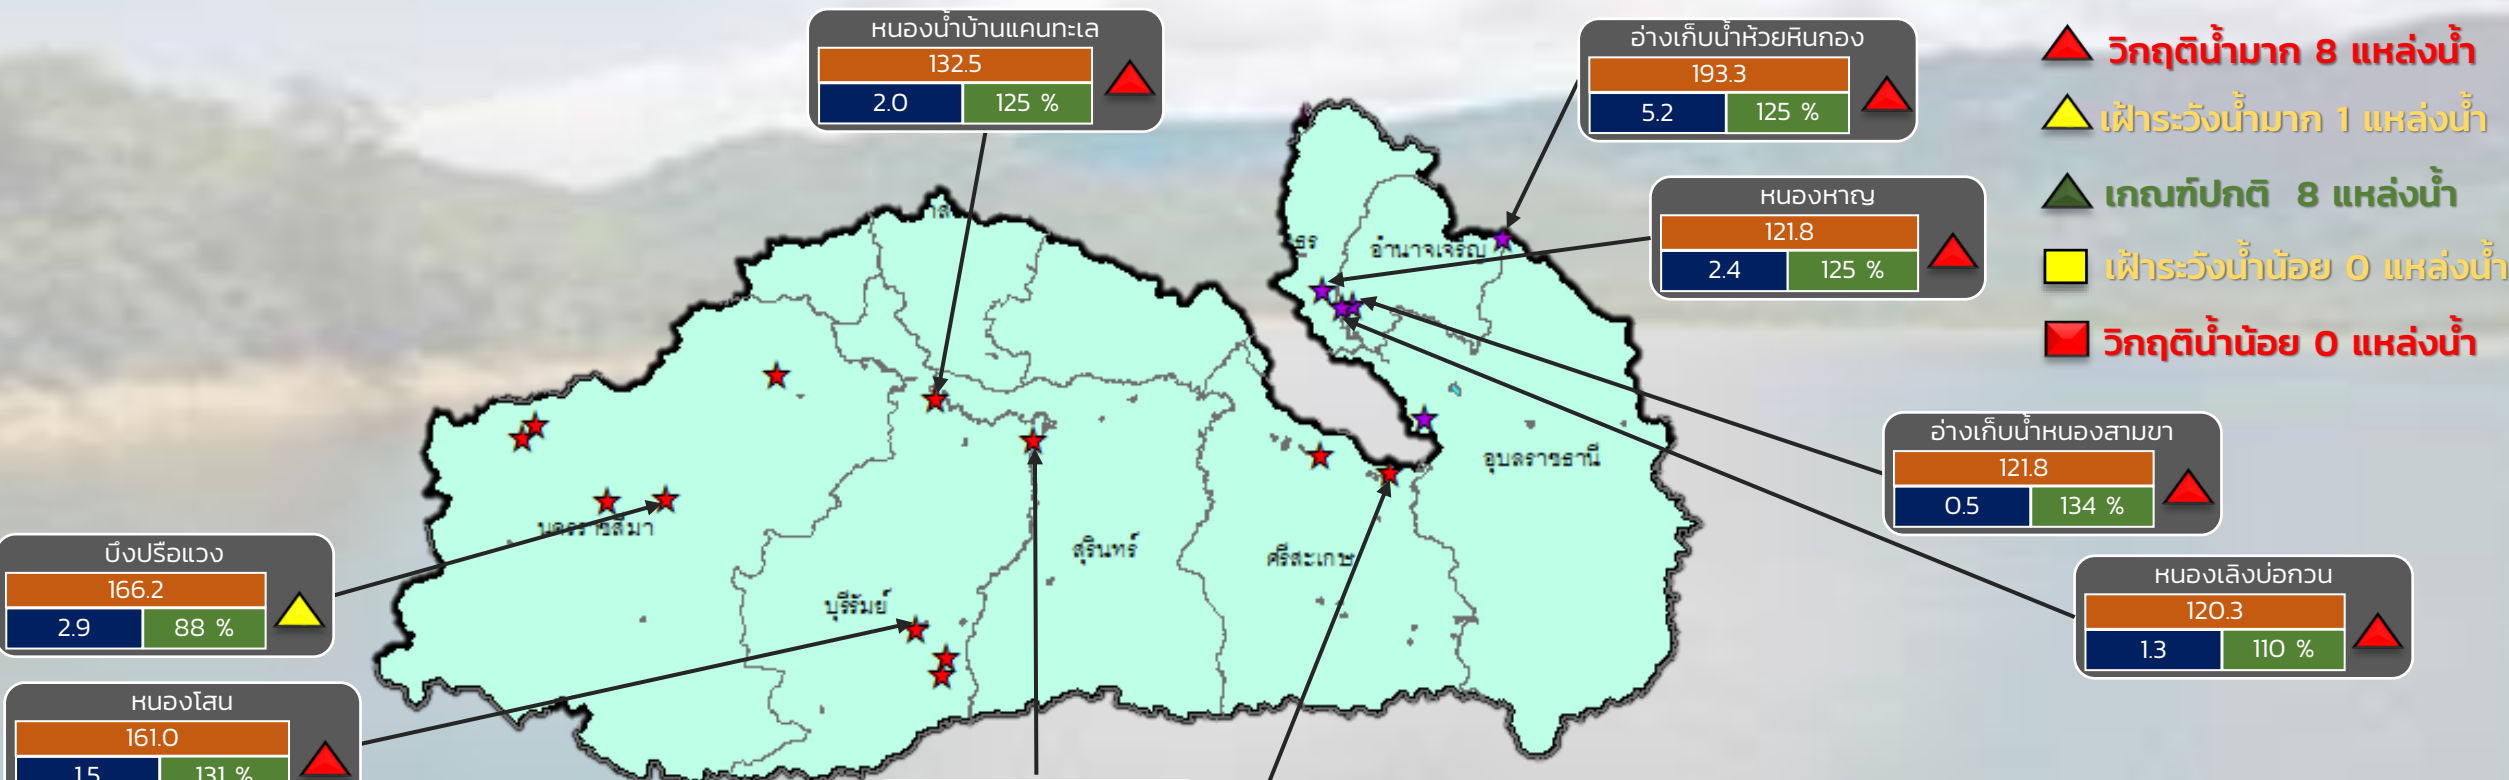 หนองน้ำบ้านแคนทะเล
132.5
2.0 125 %
อ่างเก็บน้ำห้วยหินกอง
193.3
5.2 125 %
วิกฤติน้ำมาก 8 แหล่งน้ำ
เฝ้าระวังน้ำมาก 1 แหล่งน้ำ
เกณฑ์ปกติ 8 แหล่งน้ำ
เฝ้าระวังน้ำน้อย 0 แหล่งน้ำ
วิกฤติน้ำน้อย 0 แหล่งน้ำ
หนองหาญ
121.8
2.4 125 %
อำนาจเจริญ
อ่างเก็บน้ำหนองสามขา
121.8
0.5 134 %
อุบลราชธานี
นครราชสีมา
สุรินทร์
ศรีสะเกษ
บุรีรัมย์
บึงปรือแวง
166.2
2.9 88 %
หนองเลิงบ่อกวน
120.3
1.3 110 %
หนองโสน
161.0
1.5 131 %